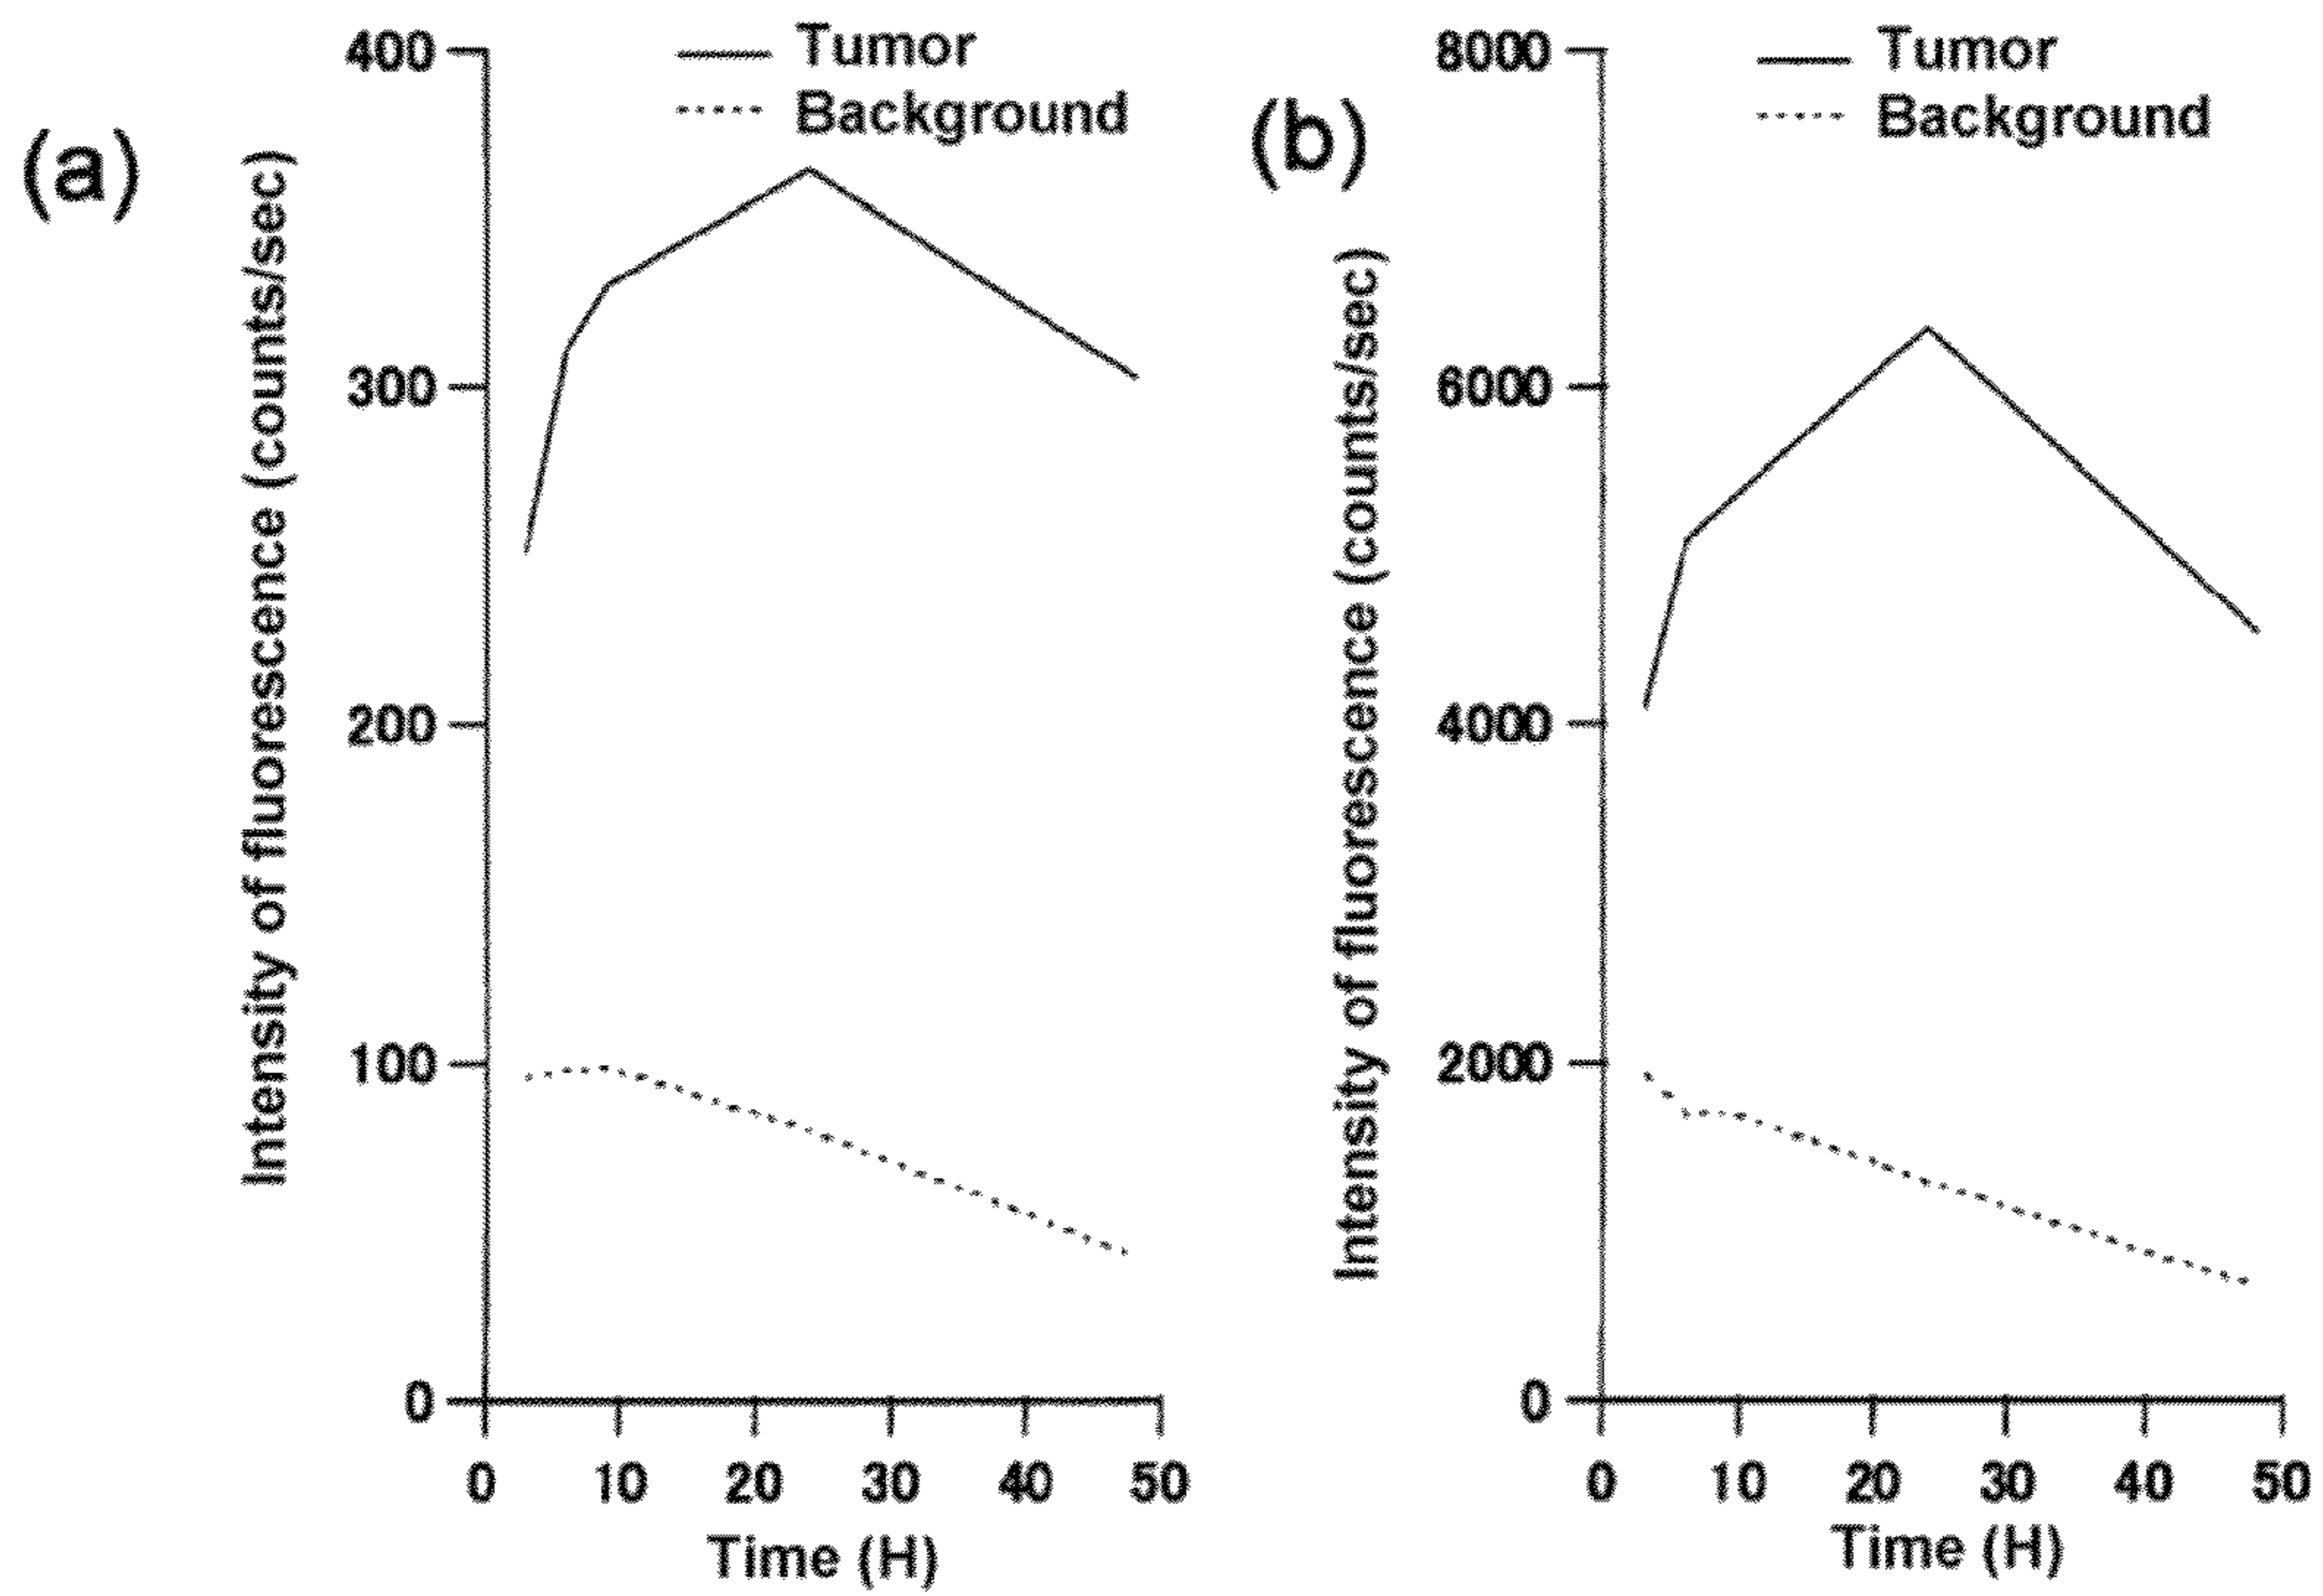 (a)
Tumor
Background
Intensity of fluorescence (counts/sec)
400
300
200
100
0
0 10 20 30 40 50
Time (H)
(b)
Tumor
Background
Intensity of fluorescence (counts/sec)
8000
6000
4000
2000
0
0 10 20 30 40 50
Time (H)